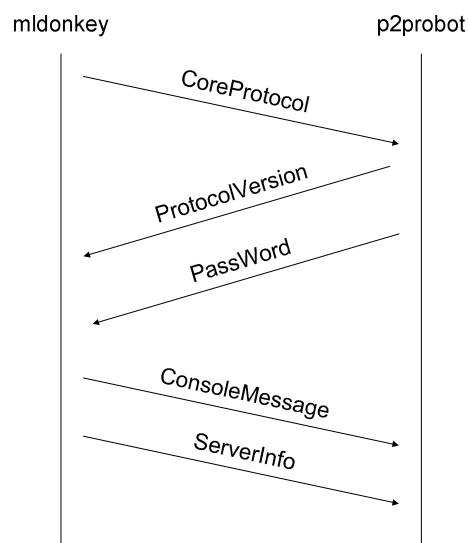 mldonkey
p2probot
CoreProtocol
ProtocolVersion
PassWord
ConsoleMessage
ServerInfo